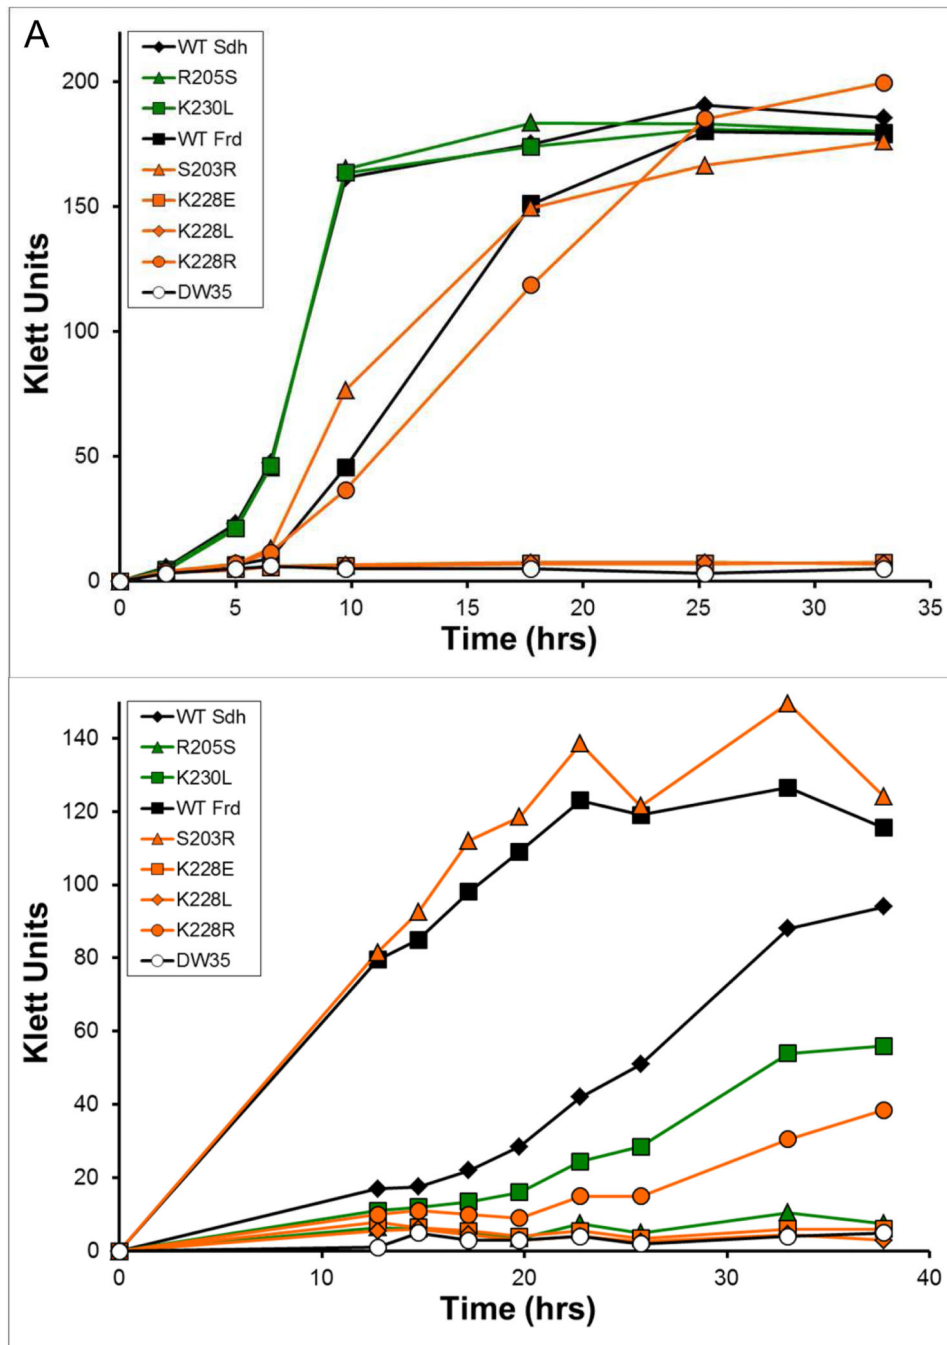 A
WT Sdh
R205S
K230L
WT Frd
S203R
K228E
K228L
K228R
DW35
Klett Units
200
150
100
50
0
0 5 10 15 20 25 30 35
Time (hrs)
WT Sdh
R205S
K230L
WT Frd
S203R
K228E
K228L
K228R
DW35
Klett Units
140
120
100
80
60
40
20
0
0 10 20 30 40
Time (hrs)